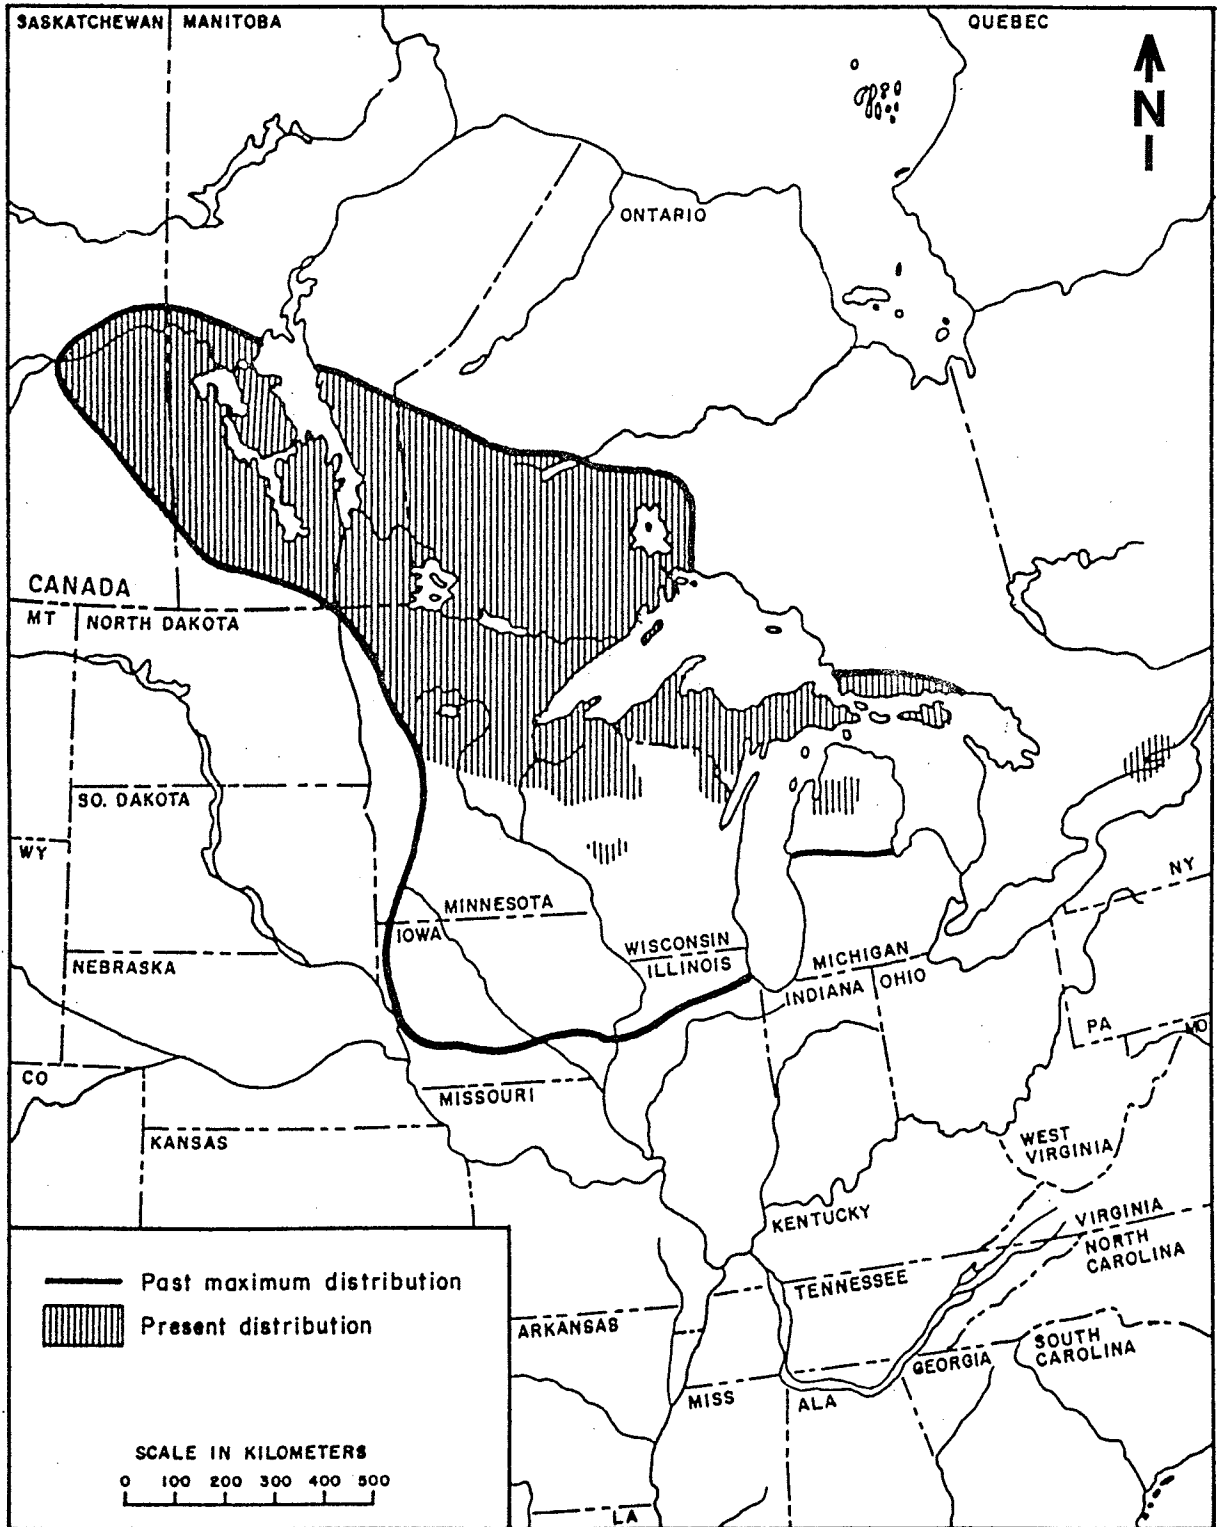 SASKATCHEWAN
MANITOBA
QUEBEC
N
ONTARIO
CANADA
MT
NORTH DAKOTA
SO. DAKOTA
WY
NY
MINNESOTA
IOWA
WISCONSIN
ILLINOIS
MICHIGAN
INDIANA
OHIO
NEBRASKA
PA
MD
CO
MISSOURI
KANSAS
WEST
VIRGINIA
KENTUCKY
VIRGINIA
NORTH
CAROLINA
TENNESSEE
ARKANSAS
GEORGIA
SOUTH
CAROLINA
MISS
ALA
LA
Past maximum distribution
Present distribution
SCALE IN KILOMETERS
0 100 200 300 400 500